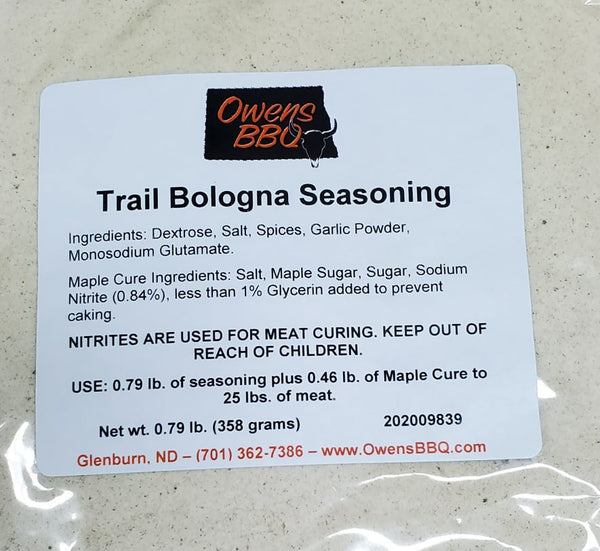 Owens
BBQ
Trail Bologna Seasoning
Ingredients: Dextrose, Salt, Spices, Garlic Powder,
Monosodium Glutamate.
Maple Cure Ingredients: Salt, Maple Sugar, Sugar, Sodium
Nitrite (0.84%), less than 1% Glycerin added to prevent
caking.
NITRITES ARE USED FOR MEAT CURING. KEEP OUT OF
REACH OF CHILDREN.
USE: 0.79 lb. of seasoning plus 0.46 lb. of Maple Cure to
25 lbs. of meat.
Net wt. 0.79 lb. (358 grams) 202009839
Glenburn, ND – (701) 362-7386 – www.OwensBBQ.com